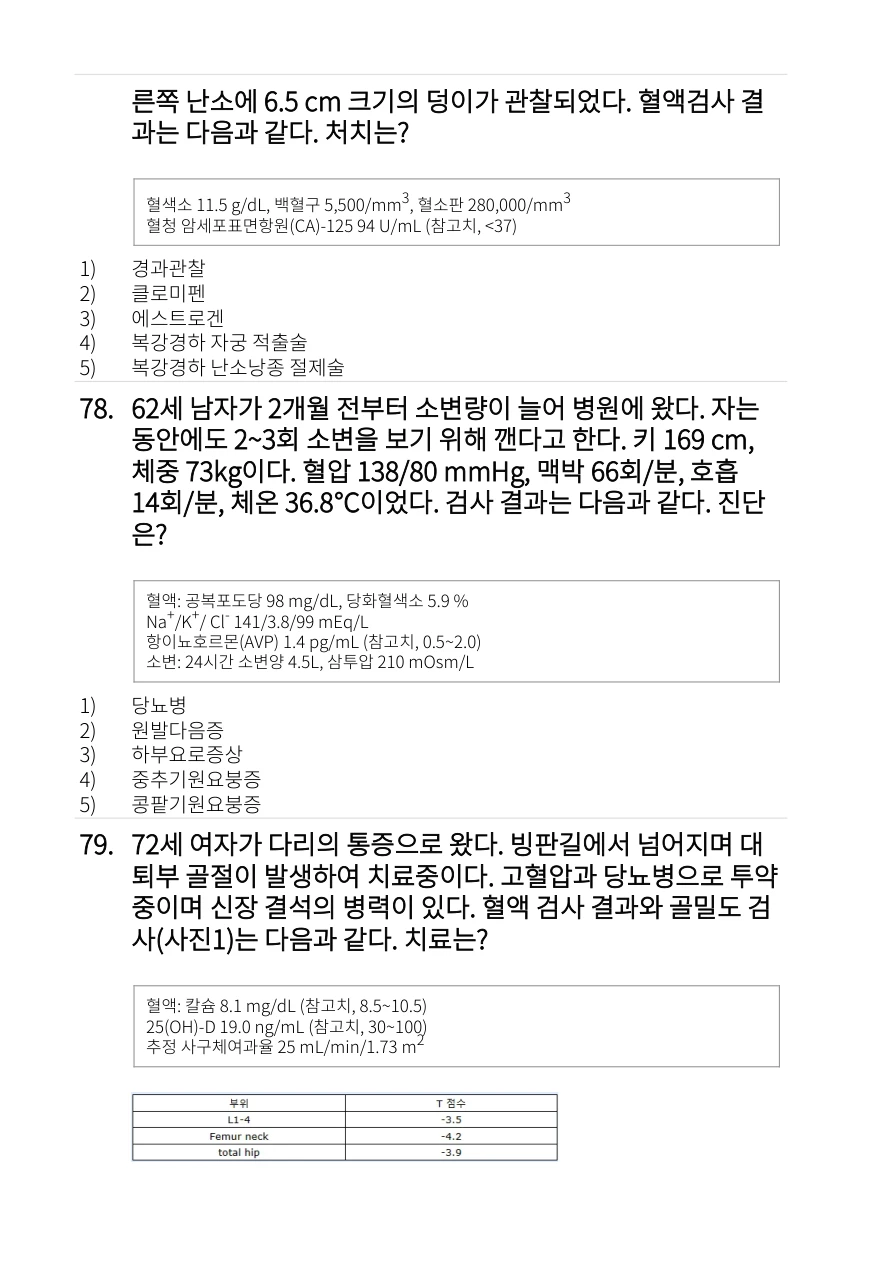 른쪽 난소에 6.5 cm 크기의 덩이가 관찰되었다. 혈액검사 결
과는 다음과 같다. 처치는?
혈색소 11.5 g/dL, 백혈구 5,500/mm³, 혈소판 280,000/mm³
혈청 암세포표면항원(CA)-125 94 U/mL (참고치, <37)
1) 경과관찰
2) 클로미펜
3) 에스트로겐
4) 복강경하 자궁 적출술
5) 복강경하 난소낭종 절제술
78. 62세 남자가 2개월 전부터 소변량이 늘어 병원에 왔다. 자는
동안에도 2~3회 소변을 보기 위해 깬다고 한다. 키 169 cm,
체중 73kg이다. 혈압 138/80 mmHg, 맥박 66회/분, 호흡
14회/분, 체온 36.8℃이었다. 검사 결과는 다음과 같다. 진단
은?
혈액: 공복포도당 98 mg/dL, 당화혈색소 5.9 %
Na⁺/K⁺/ Cl⁻ 141/3.8/99 mEq/L
항이뇨호르몬(AVP) 1.4 pg/mL (참고치, 0.5~2.0)
소변: 24시간 소변양 4.5L, 삼투압 210 mOsm/L
1) 당뇨병
2) 원발다음증
3) 하부요로증상
4) 중추기원요붕증
5) 콩팥기원요붕증
79. 72세 여자가 다리의 통증으로 왔다. 빙판길에서 넘어지며 대
퇴부 골절이 발생하여 치료중이다. 고혈압과 당뇨병으로 투약
중이며 신장 결석의 병력이 있다. 혈액 검사 결과와 골밀도 검
사(사진1)는 다음과 같다. 치료는?
혈액: 칼슘 8.1 mg/dL (참고치, 8.5~10.5)
25(OH)-D 19.0 ng/mL (참고치, 30~100)
추정 사구체여과율 25 mL/min/1.73 m²
부위 T 점수
L1-4 -3.5
Femur neck -4.2
total hip -3.9